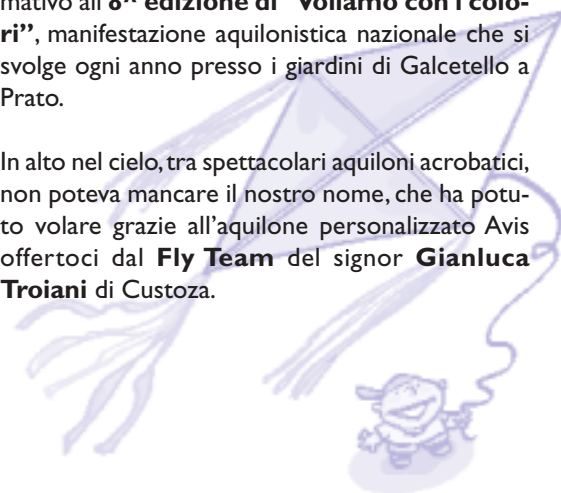 mativo all'8^^ edizione di "Voliamo con i colo-
ri", manifestazione aquilonistica nazionale che si
svolge ogni anno presso i giardini di Galcetello a
Prato.
In alto nel cielo, tra spettacolari aquiloni acrobatici,
non poteva mancare il nostro nome, che ha potu-
to volare grazie all'aquilone personalizzato Avis
offertoci dal Fly Team del signor Gianluca
Troiani di Custoza.